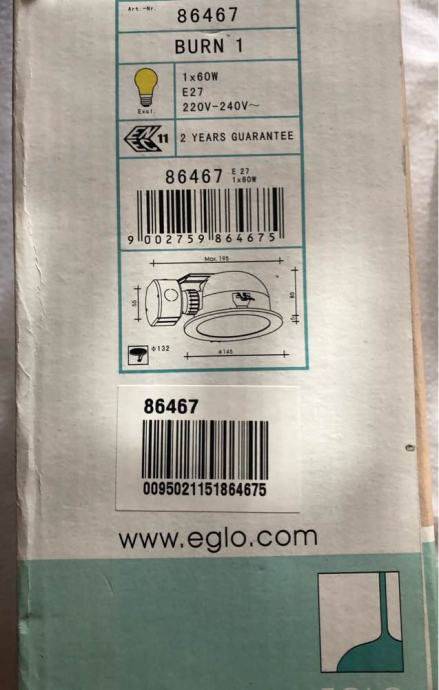 Art.-Nr.
86467
BURN 1
1x60W
E27
220V-240V~
Excl.
11
2 YEARS GUARANTEE
86467 E 27
1x60W
9 002759 864675
Max. 195
80
55
Φ132
Φ145
86467
0095021151864675
www.eglo.com